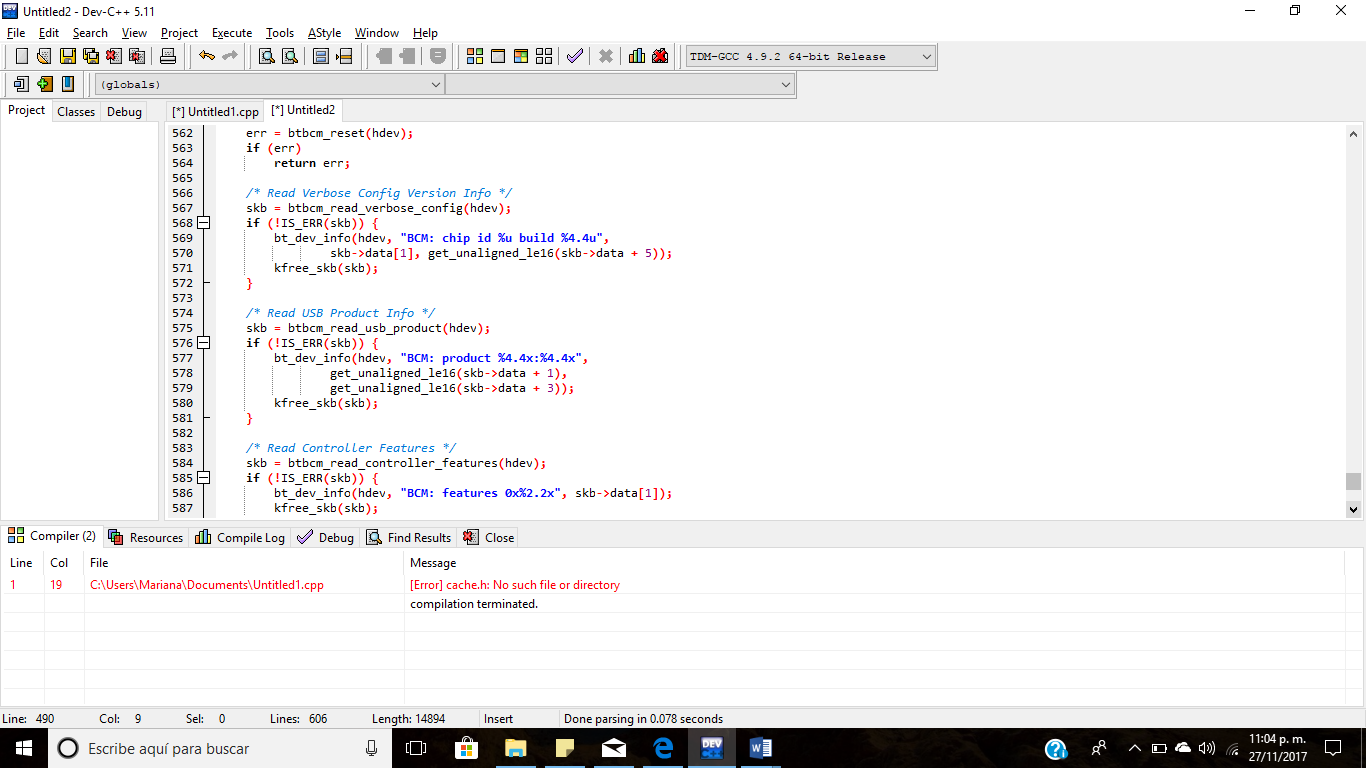 Untitled2 - Dev-C++ 5.11
File Edit Search View Project Execute Tools AStyle Window Help
TDM-GCC 4.9.2 64-bit Release
(globals)
Project Classes Debug
[*] Untitled1.cpp [*] Untitled2
562 err = btbcm_reset(hdev);
563 if (err)
564 return err;
565
566 /* Read Verbose Config Version Info */
567 skb = btbcm_read_verbose_config(hdev);
568 if (!IS_ERR(skb)) {
569 bt_dev_info(hdev, "BCM: chip id %u build %4.4u",
570 skb->data[1], get_unaligned_le16(skb->data + 5));
571 kfree_skb(skb);
572 }
573
574 /* Read USB Product Info */
575 skb = btbcm_read_usb_product(hdev);
576 if (!IS_ERR(skb)) {
577 bt_dev_info(hdev, "BCM: product %4.4x:%4.4x",
578 get_unaligned_le16(skb->data + 1),
579 get_unaligned_le16(skb->data + 3));
580 kfree_skb(skb);
581 }
582
583 /* Read Controller Features */
584 skb = btbcm_read_controller_features(hdev);
585 if (!IS_ERR(skb)) {
586 bt_dev_info(hdev, "BCM: features 0x%2.2x", skb->data[1]);
587 kfree_skb(skb);
Compiler (2) Resources Compile Log Debug Find Results Close
Line Col File Message
1 19 C:\Users\Mariana\Documents\Untitled1.cpp [Error] cache.h: No such file or directory
compilation terminated.
Line: 490 Col: 9 Sel: 0 Lines: 606 Length: 14894 Insert Done parsing in 0.078 seconds
Escribe aquí para buscar
11:04 p. m.
27/11/2017